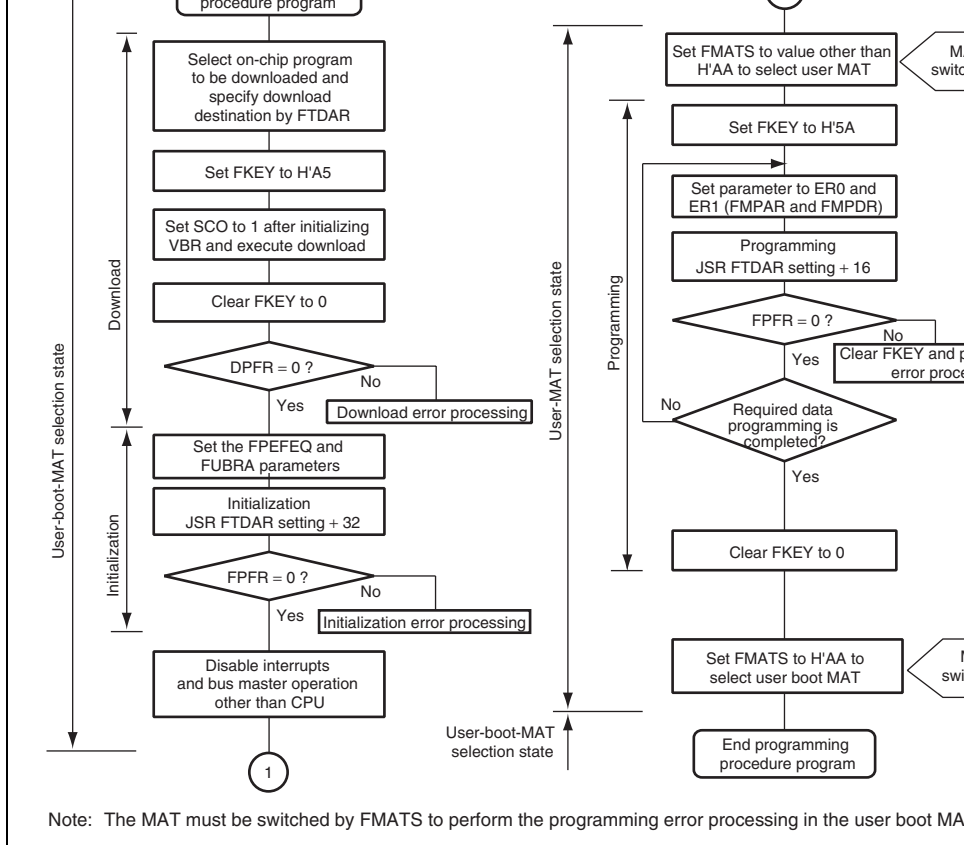 procedure program
Select on-chip program
to be downloaded and
specify download
destination by FTDAR
Set FKEY to H'A5
Set SCO to 1 after initializing
VBR and execute download
Clear FKEY to 0
DPFR = 0 ?
No
Yes
Download error processing
Set the FPEFEQ and
FUBRA parameters
Initialization
JSR FTDAR setting + 32
FPFR = 0 ?
No
Yes
Initialization error processing
Disable interrupts
and bus master operation
other than CPU
1
Download
Initialization
User-boot-MAT selection state
Set FMATS to value other than
H'AA to select user MAT
Set FKEY to H'5A
Set parameter to ER0 and
ER1 (FMPAR and FMPDR)
Programming
JSR FTDAR setting + 16
FPFR = 0 ?
No
Yes
Clear FKEY and
error
No
Required data
programming is
completed?
Yes
Clear FKEY to 0
Set FMATS to H'AA to
select user boot MAT
End programming
procedure program
Programming
User-MAT selection state
User-boot-MAT
selection state
Note: The MAT must be switched by FMATS to perform the programming error processing in the user boot